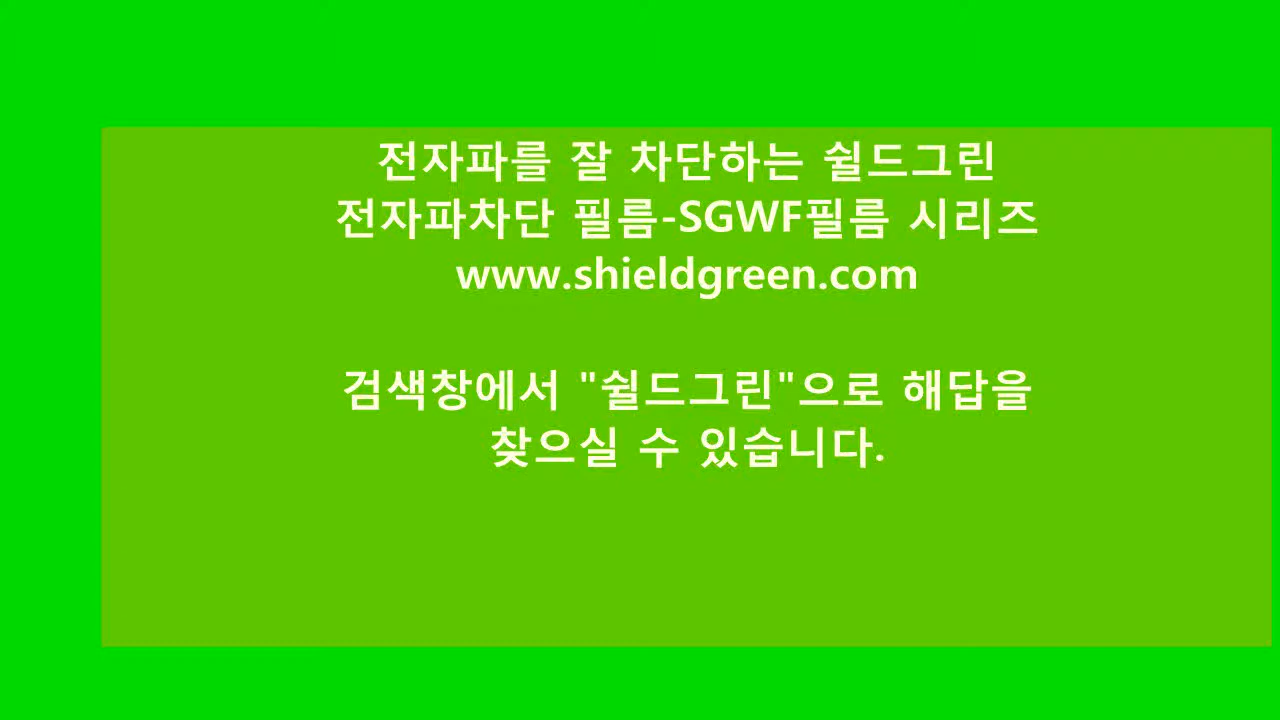 전자파를 잘 차단하는 쉴드그린
전자파차단 필름-SGWF필름 시리즈
www.shieldgreen.com
검색창에서 "쉴드그린"으로 해답을
찾으실 수 있습니다.